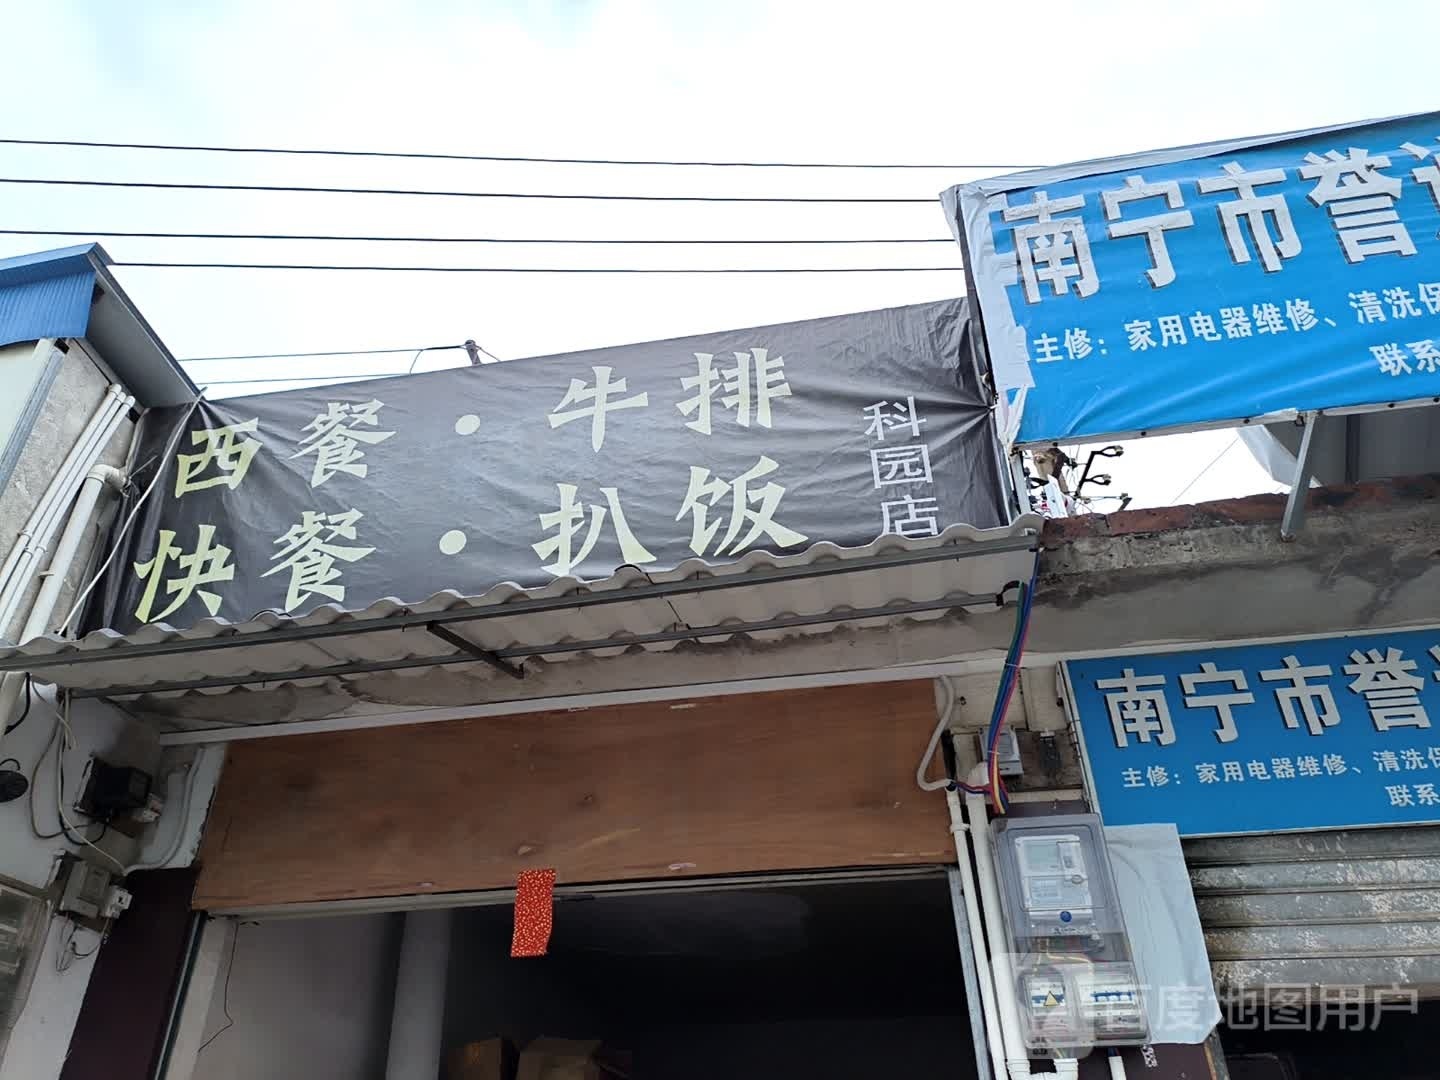 西餐·牛排
快餐·扒饭
科园店
南宁市誉
主修：家用电器维修、清洗保
联系
南宁市誉
主修：家用电器维修、清洗保
联系
百度地图用户